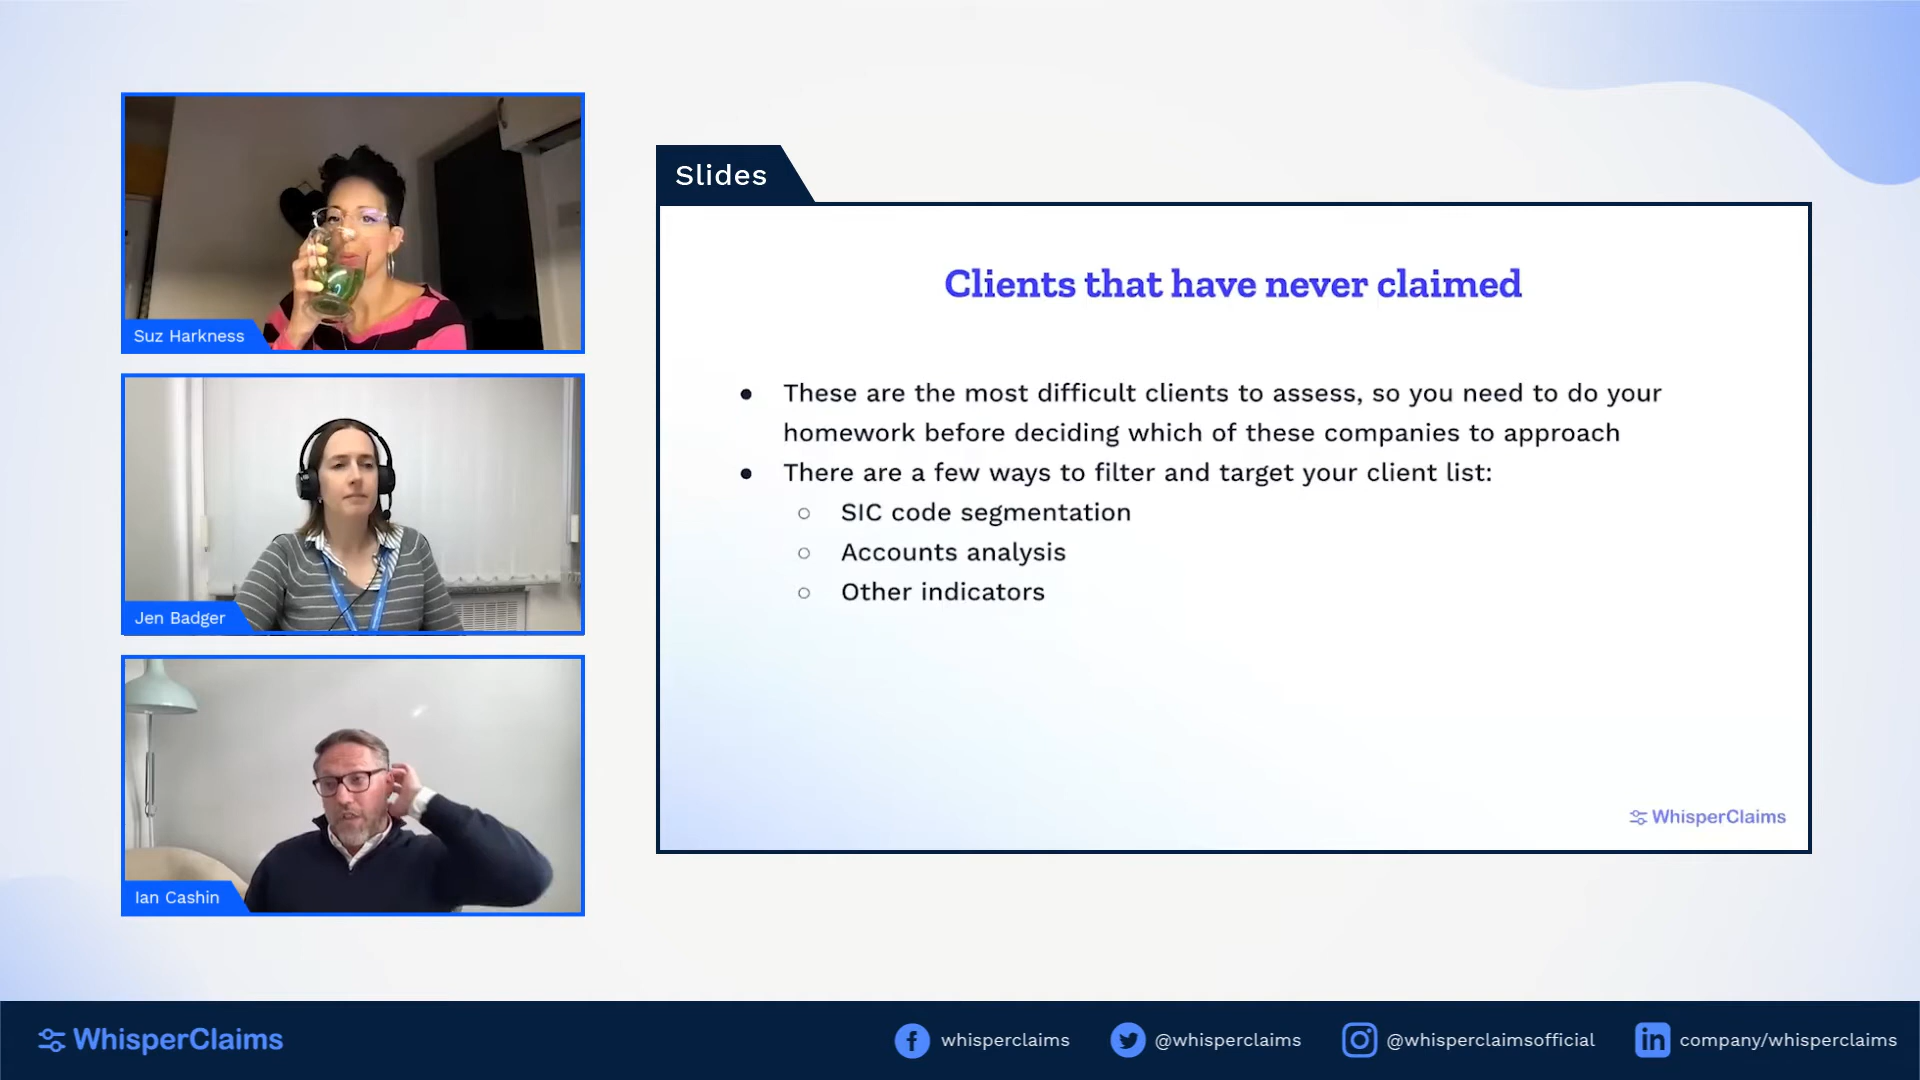 Suz Harkness
Jen Badger
Ian Cashin
Slides
Clients that have never claimed
● These are the most difficult clients to assess, so you need to do your
homework before deciding which of these companies to approach
● There are a few ways to filter and target your client list:
○ SIC code segmentation
○ Accounts analysis
○ Other indicators
WhisperClaims
WhisperClaims
whisperclaims
@whisperclaims
@whisperclaimsofficial
company/whisperclaims